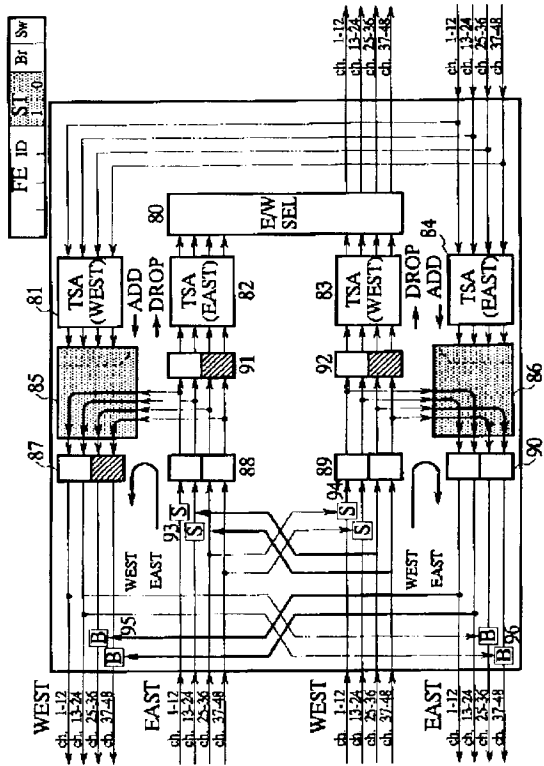 FE ID ST Br Sw
1 0
ch. 1-12
ch. 13-24
ch. 25-36
ch. 37-48
ch. 1-12
ch. 13-24
ch. 25-36
ch. 37-48
80
E/W
SEL
81
TSA
(WEST)
ADD
DROP
TSA
(EAST)
82
83
TSA
(WEST)
DROP
ADD
84
TSA
(EAST)
85
91
92
86
87
88
89
90
93
S
S
94
S
S
WEST
EAST
WEST
EAST
B
B
95
B
B
96
WEST
ch. 1-12
ch. 13-24
ch. 25-36
ch. 37-48
EAST
ch. 1-12
ch. 13-24
ch. 25-36
ch. 37-48
WEST
ch. 1-12
ch. 13-24
ch. 25-36
ch. 37-48
EAST
ch. 1-12
ch. 13-24
ch. 25-36
ch. 37-48